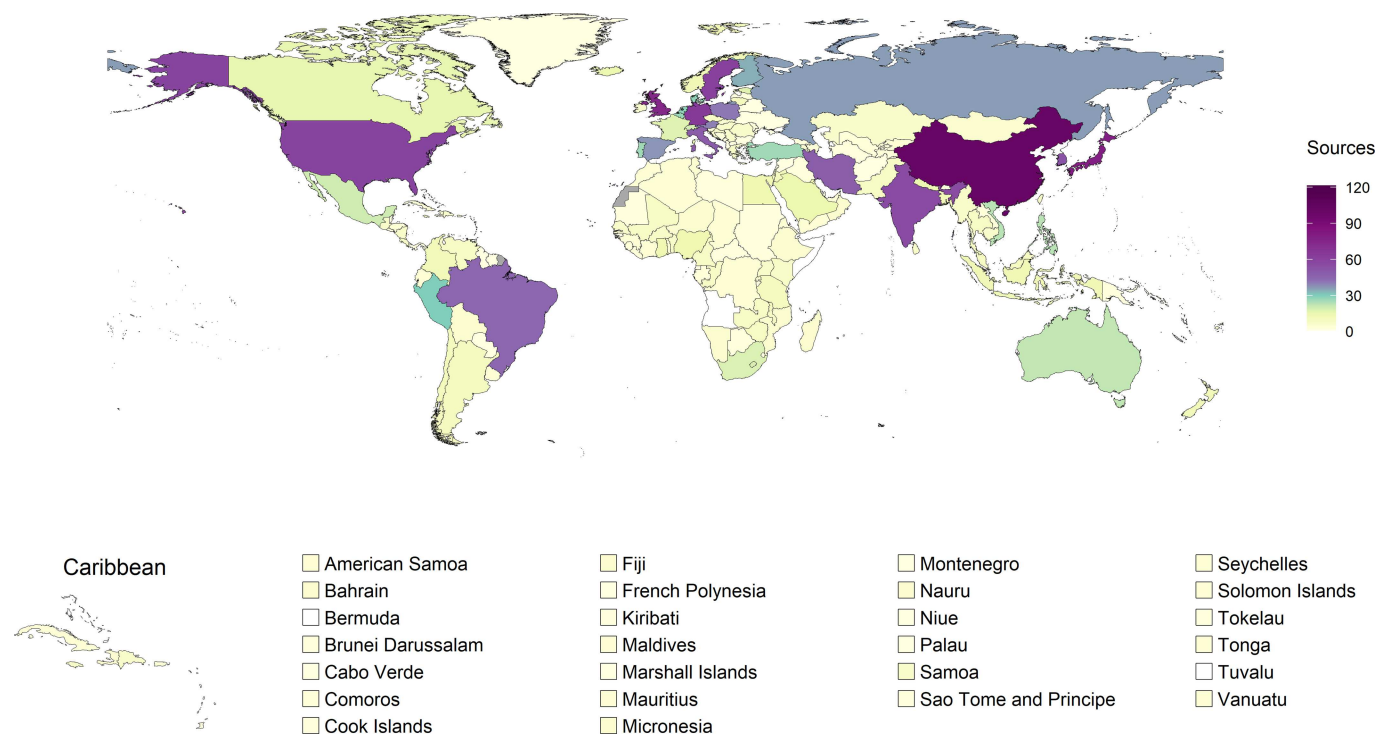 Sources
120
90
60
30
0
Caribbean
American Samoa
Bahrain
Bermuda
Brunei Darussalam
Cabo Verde
Comoros
Cook Islands
Fiji
French Polynesia
Kiribati
Maldives
Marshall Islands
Mauritius
Micronesia
Montenegro
Nauru
Niue
Palau
Samoa
Sao Tome and Principe
Seychelles
Solomon Islands
Tokelau
Tonga
Tuvalu
Vanuatu